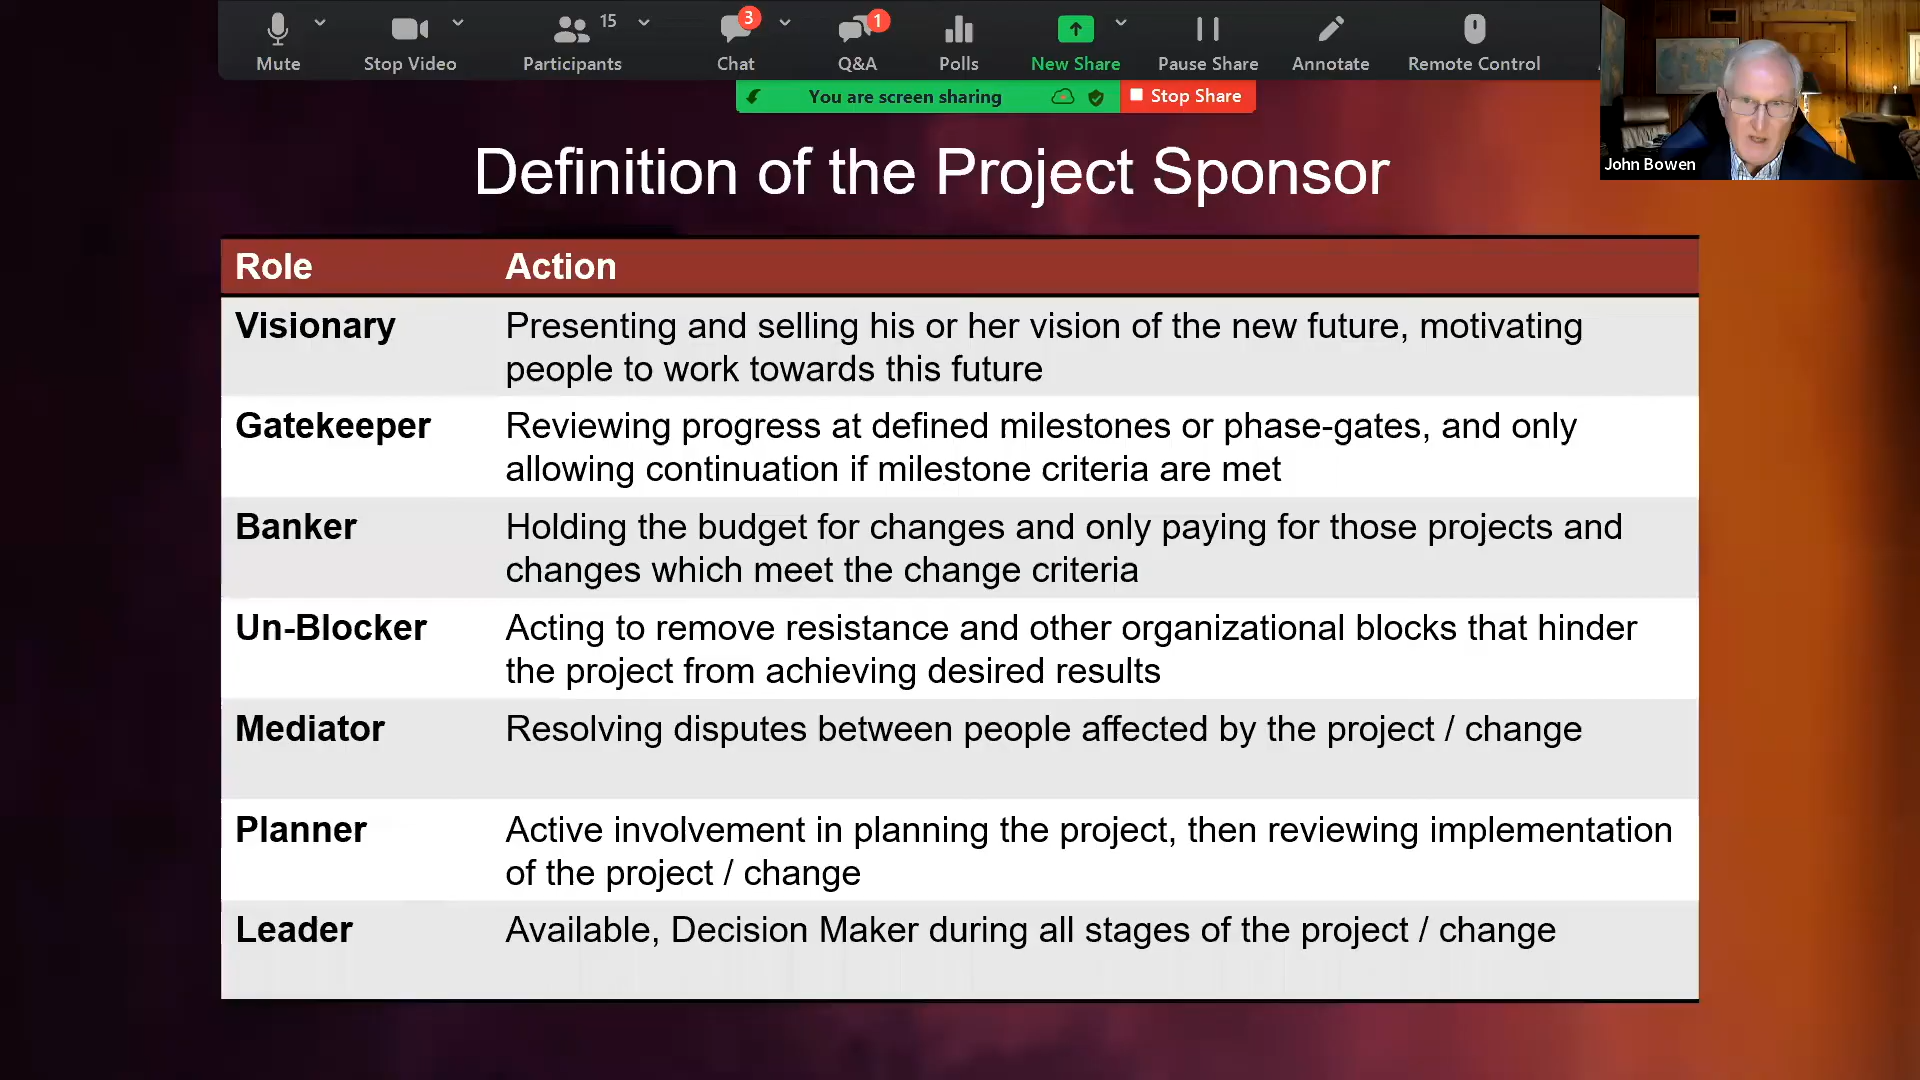 Mute
Stop Video
15
Participants
3
Chat
1
Q&A
Polls
New Share
Pause Share
Annotate
Remote Control
You are screen sharing
Stop Share
John Bowen
Definition of the Project Sponsor
Role Action
Visionary Presenting and selling his or her vision of the new future, motivating
people to work towards this future
Gatekeeper Reviewing progress at defined milestones or phase-gates, and only
allowing continuation if milestone criteria are met
Banker Holding the budget for changes and only paying for those projects and
changes which meet the change criteria
Un-Blocker Acting to remove resistance and other organizational blocks that hinder
the project from achieving desired results
Mediator Resolving disputes between people affected by the project / change
Planner Active involvement in planning the project, then reviewing implementation
of the project / change
Leader Available, Decision Maker during all stages of the project / change